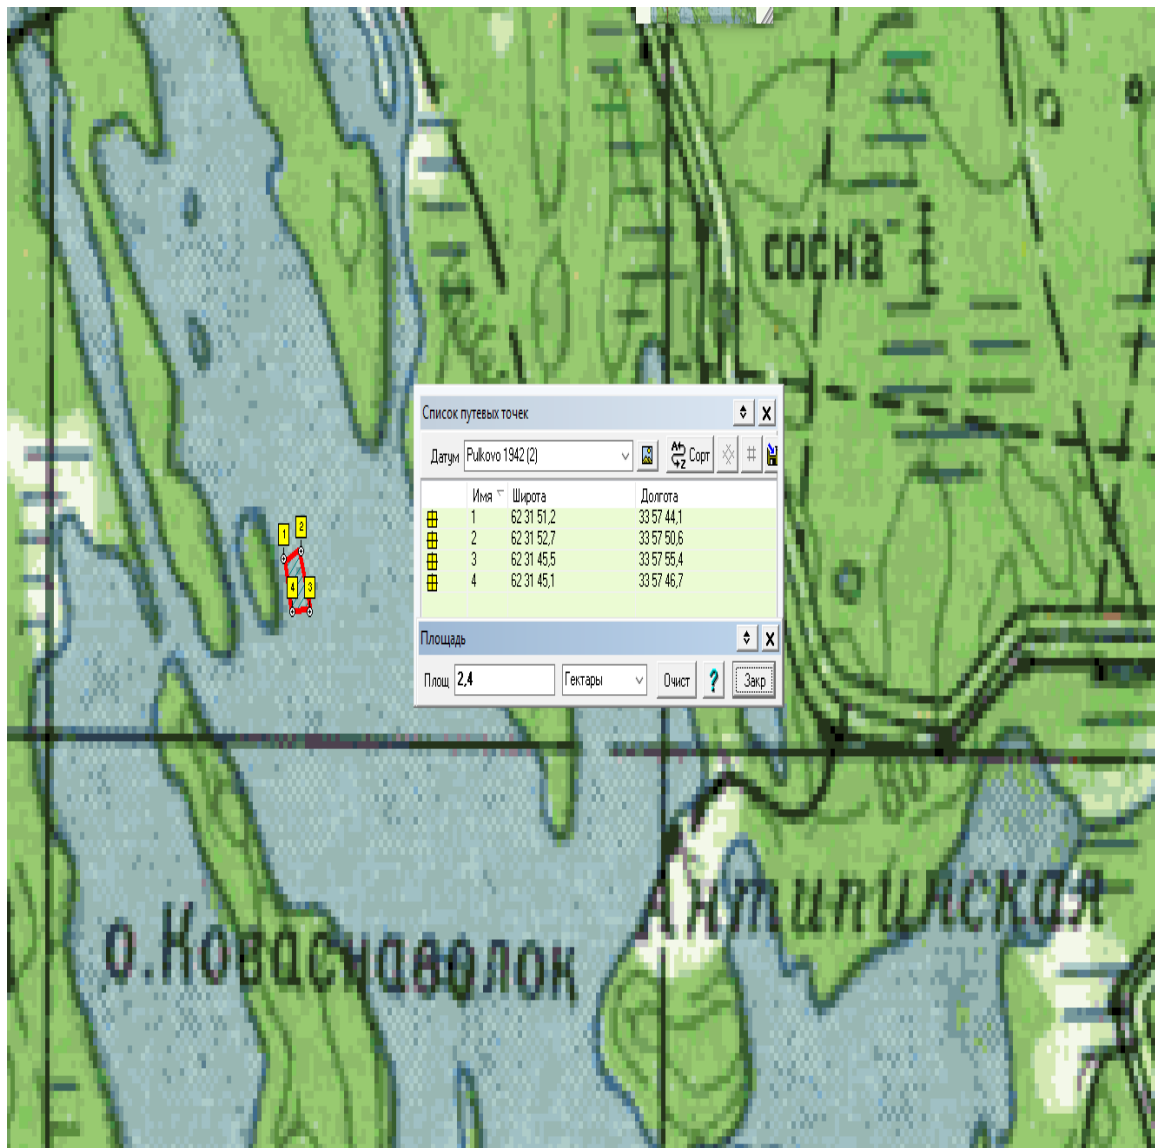 сосна
Список путевых точек
Датум Pulkovo 1942 (2) Сорт
Имя Широта Долгота
1 62 31 51,2 33 57 44,1
2 62 31 52,7 33 57 50,6
3 62 31 45,5 33 57 55,4
4 62 31 45,1 33 57 46,7
1 2
4 3
Площадь
Площ 2,4 Гектары Очист ? Закр
80
Антипинская
о.Коваснаволок